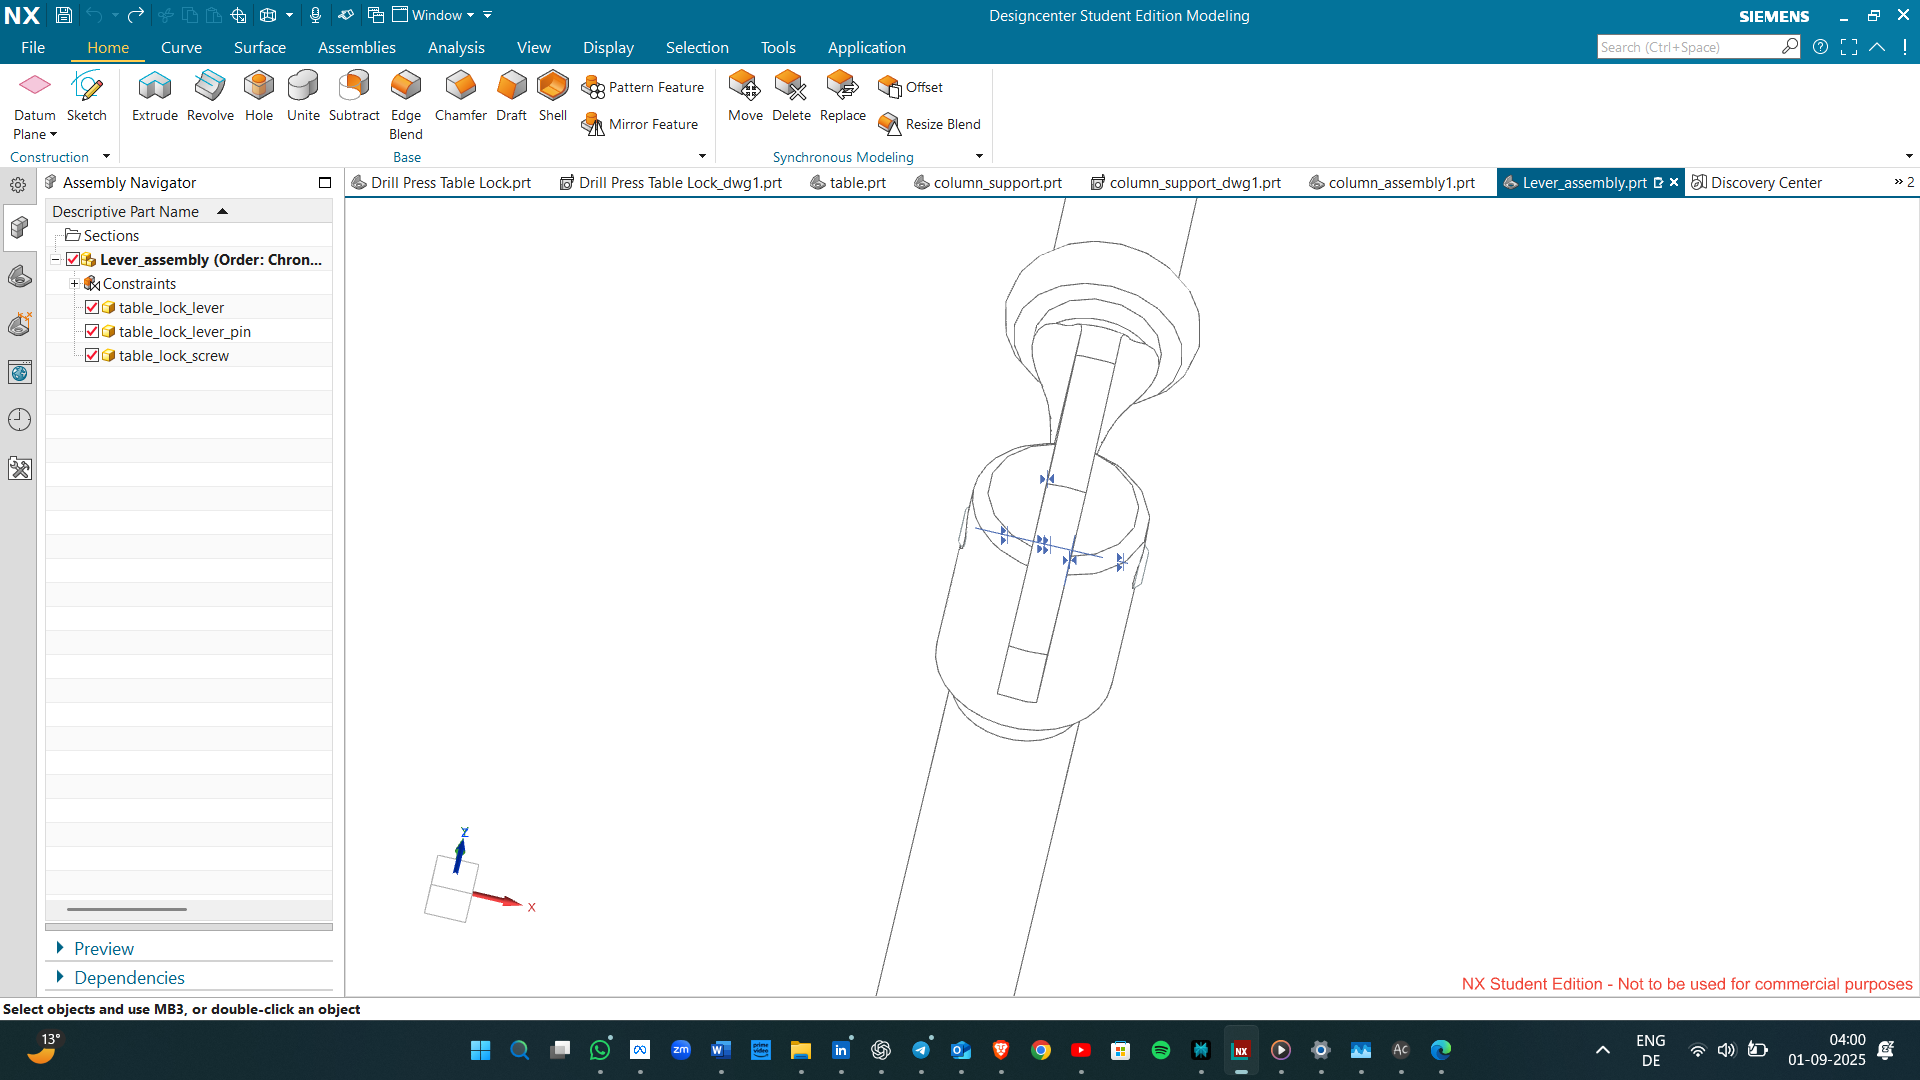 NX
Window
Designcenter Student Edition Modeling
SIEMENS
File Home Curve Surface Assemblies Analysis View Display Selection Tools Application
Search (Ctrl+Space)
Datum Plane
Sketch
Extrude
Revolve
Hole
Unite
Subtract
Edge Blend
Chamfer
Draft
Shell
Pattern Feature
Mirror Feature
Move
Delete
Replace
Offset
Resize Blend
Construction
Base
Synchronous Modeling
Assembly Navigator
Drill Press Table Lock.prt
Drill Press Table Lock_dwg1.prt
table.prt
column_support.prt
column_support_dwg1.prt
column_assembly1.prt
Lever_assembly.prt
Discovery Center
2
Descriptive Part Name
Sections
Lever_assembly (Order: Chron...
Constraints
table_lock_lever
table_lock_lever_pin
table_lock_screw
Z
X
Preview
Dependencies
NX Student Edition - Not to be used for commercial purposes
Select objects and use MB3, or double-click an object
13°
zm
prime video
in
NX
AC
ENG
DE
04:00
01-09-2025